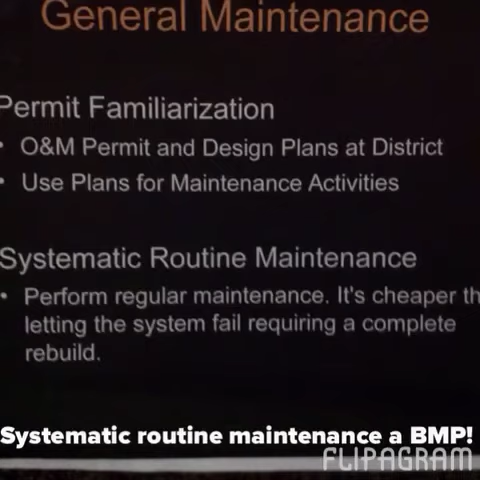 General Maintenance
Permit Familiarization
• O&M Permit and Design Plans at District
• Use Plans for Maintenance Activities
Systematic Routine Maintenance
• Perform regular maintenance. It's cheaper th
letting the system fail requiring a complete
rebuild.
Systematic routine maintenance a BMP!
FLIPAGRAM